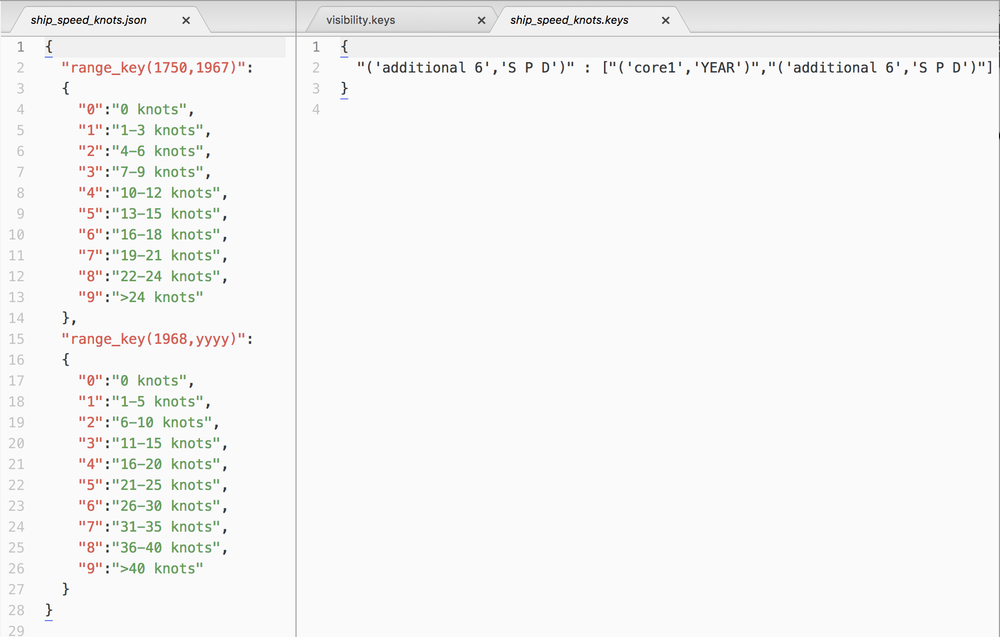 ship_speed_knots.json ×
1 {
2 "range_key(1750,1967)":
3 {
4 "0":"0 knots",
5 "1":"1-3 knots",
6 "2":"4-6 knots",
7 "3":"7-9 knots",
8 "4":"10-12 knots",
9 "5":"13-15 knots",
10 "6":"16-18 knots",
11 "7":"19-21 knots",
12 "8":"22-24 knots",
13 "9":">24 knots"
14 },
15 "range_key(1968,yyyy)":
16 {
17 "0":"0 knots",
18 "1":"1-5 knots",
19 "2":"6-10 knots",
20 "3":"11-15 knots",
21 "4":"16-20 knots",
22 "5":"21-25 knots",
23 "6":"26-30 knots",
24 "7":"31-35 knots",
25 "8":"36-40 knots",
26 "9":">40 knots"
27 }
28 }
29
visibility.keys × ship_speed_knots.keys ×
1 {
2 "('additional 6','S P D')" : ["('core1','YEAR')","('additional 6','S P D')"]
3 }
4